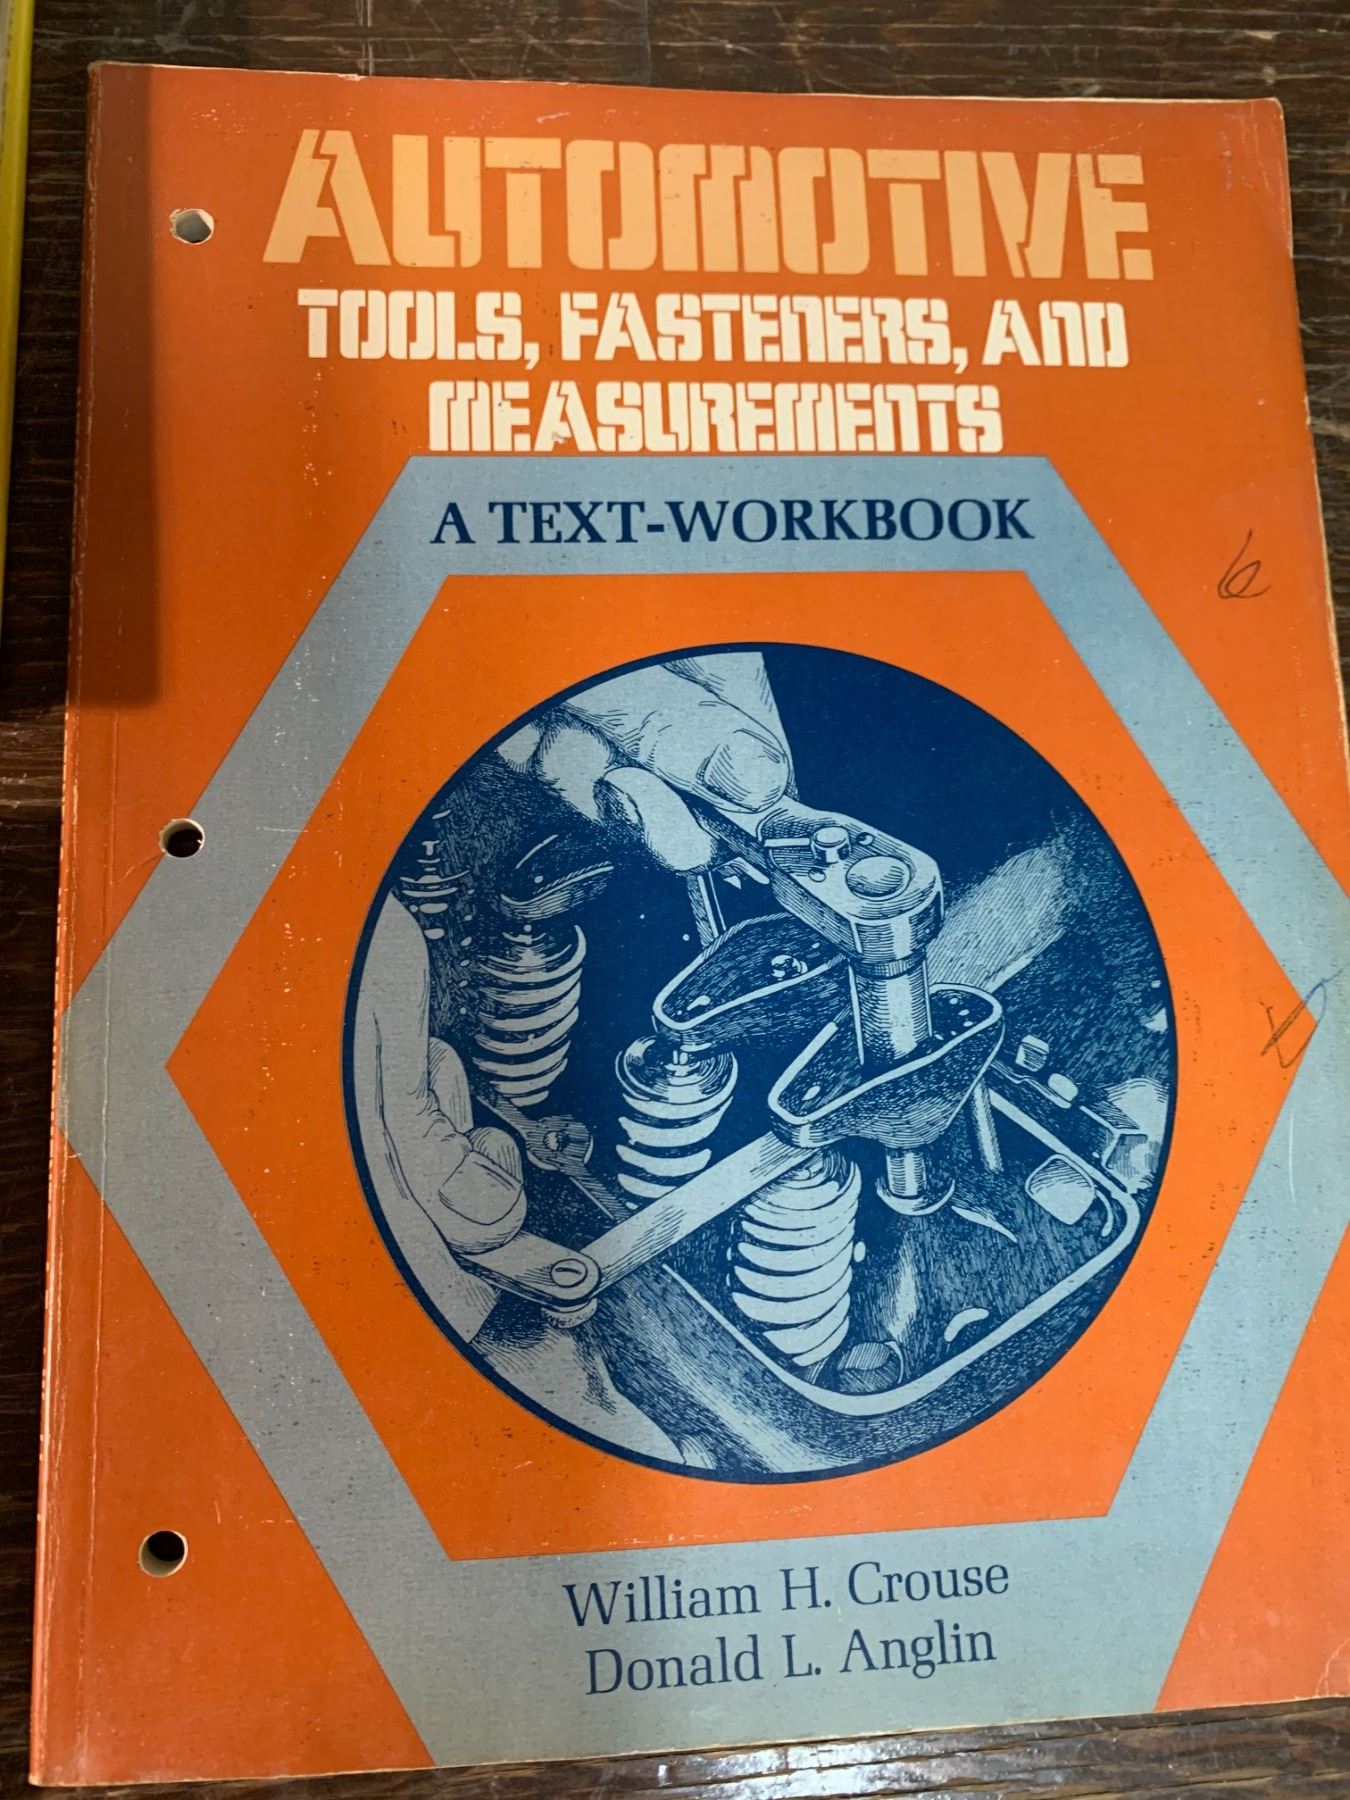 AUTOMOTIVE
TOOLS, FASTENERS, AND
MEASUREMENTS
A TEXT-WORKBOOK
6
William H. Crouse
Donald L. Anglin